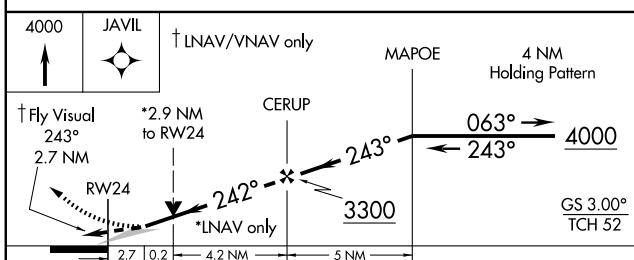 4000
JAVIL
† LNAV/VNAV only
MAPOE
4 NM
Holding Pattern
† Fly Visual
243°
2.7 NM
*2.9 NM
to RW24
CERUP
063°
243°
4000
243°
RW24
242°
*LNAV only
3300
GS 3.00°
TCH 52
2.7
0.2
4.2 NM
5 NM